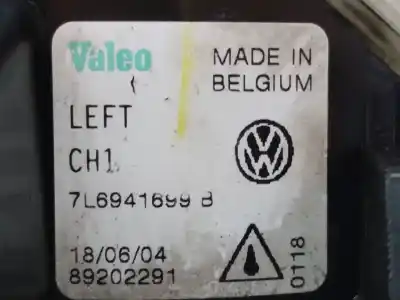 Valeo
MADE IN
BELGIUM
LEFT
CH1
7L6941699 B
18/06/04
89202291
0118